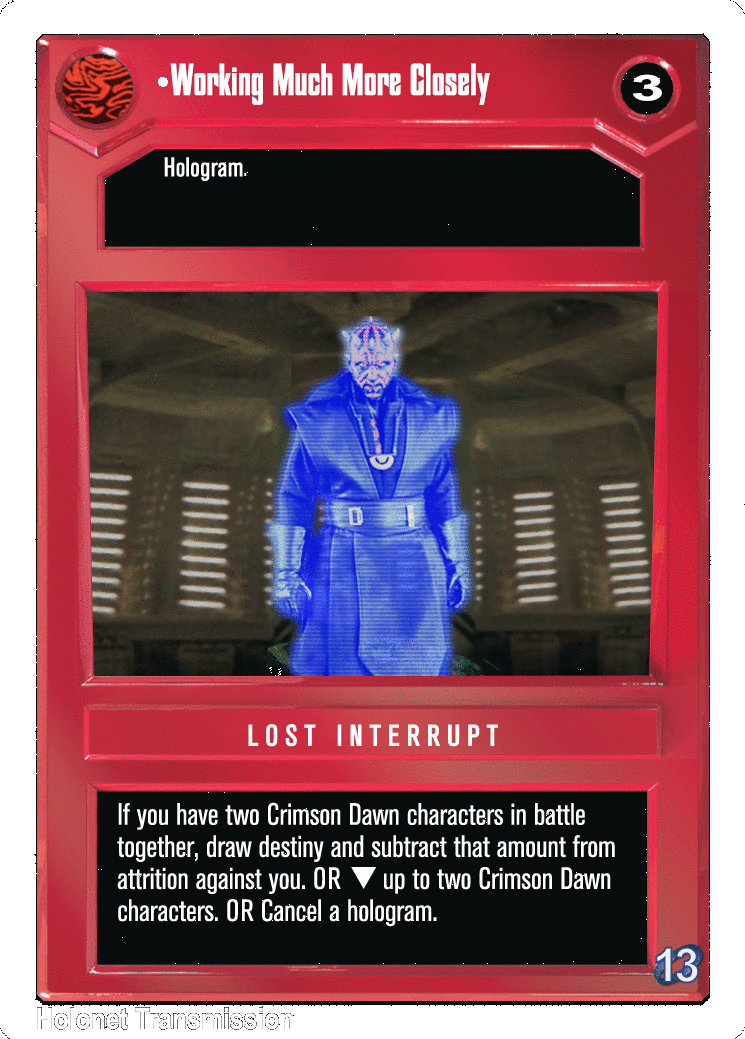 •Working Much More Closely
3
Hologram.
LOST INTERRUPT
If you have two Crimson Dawn characters in battle
together, draw destiny and subtract that amount from
attrition against you. OR ▼ up to two Crimson Dawn
characters. OR Cancel a hologram.
13
Holonet Transmission